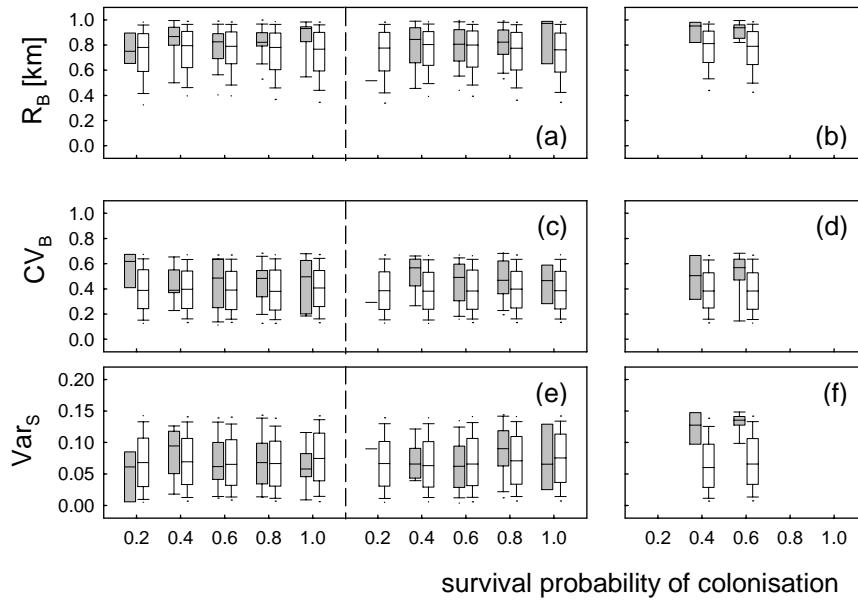 1.0
0.8
0.6
0.4
0.2
0.0
R_B [km]
(a)
(b)
1.0
0.8
0.6
0.4
0.2
0.0
CV_B
(c)
(d)
0.20
0.15
0.10
0.05
0.00
Var_S
(e)
(f)
0.2 0.4 0.6 0.8 1.0 0.2 0.4 0.6 0.8 1.0 0.2 0.4 0.6 0.8 1.0
survival probability of colonisation